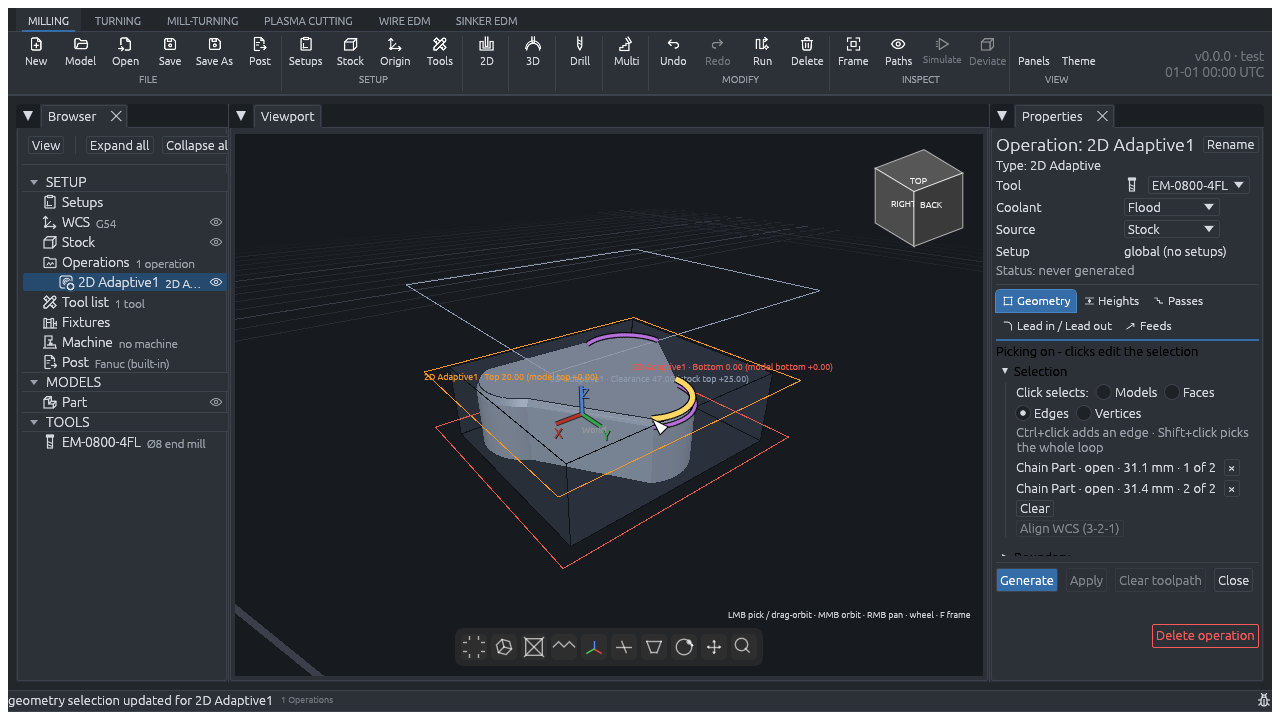 MILLING TURNING MILL-TURNING PLASMA CUTTING WIRE EDM SINKER EDM
New Model Open Save Save As Post Setups Stock Origin Tools 2D 3D Drill Multi Undo Redo Run Delete Frame Paths Simulate Deviate Panels Theme
FILE SETUP MODIFY INSPECT VIEW
v0.0.0 · test
01-01 00:00 UTC
Browser
View Expand all Collapse al
SETUP
Setups
WCS G54
Stock
Operations 1 operation
2D Adaptive1 2D A...
Tool list 1 tool
Fixtures
Machine no machine
Post Fanuc (built-in)
MODELS
Part
TOOLS
EM-0800-4FL Ø8 end mill
Viewport
TOP
RIGHT BACK
2D Adaptive1 · Top 20.00 (model top +0.00)
· Bottom 0.00 (model bottom +0.00)
· Clearance 47.00 (stock top +25.00)
Z
X
Y
LMB pick / drag-orbit · MMB orbit · RMB pan · wheel · F frame
Properties
Operation: 2D Adaptive1 Rename
Type: 2D Adaptive
Tool EM-0800-4FL
Coolant Flood
Source Stock
Setup global (no setups)
Status: never generated
Geometry Heights Passes
Lead in / Lead out Feeds
Picking on - clicks edit the selection
Selection
Click selects: Models Faces
Edges Vertices
Ctrl+click adds an edge · Shift+click picks
the whole loop
Chain Part · open · 31.1 mm · 1 of 2 ×
Chain Part · open · 31.4 mm · 2 of 2 ×
Clear
Align WCS (3-2-1)
Boundary
Generate Apply Clear toolpath Close
Delete operation
geometry selection updated for 2D Adaptive1 1 Operations